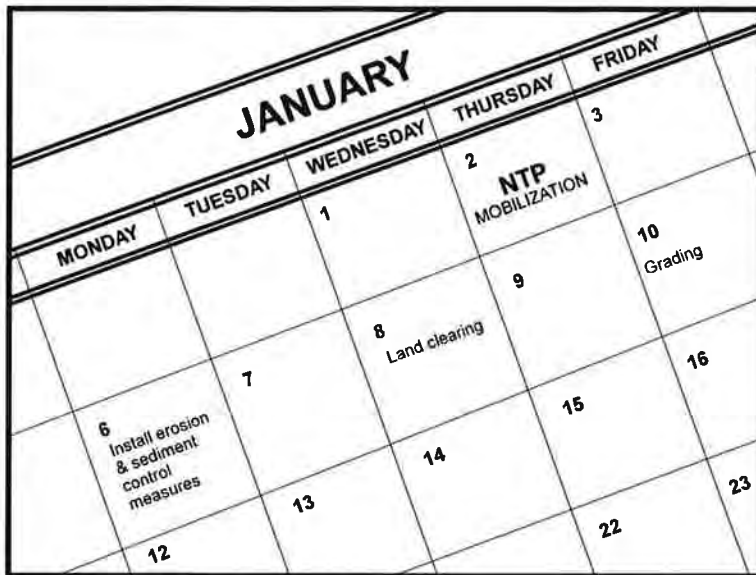 JANUARY
MONDAY
TUESDAY
WEDNESDAY
THURSDAY
FRIDAY
1
2
NTP
MOBILIZATION
3
6
Install erosion
& sediment
control
measures
7
8
Land clearing
9
10
Grading
12
13
14
15
16
22
23